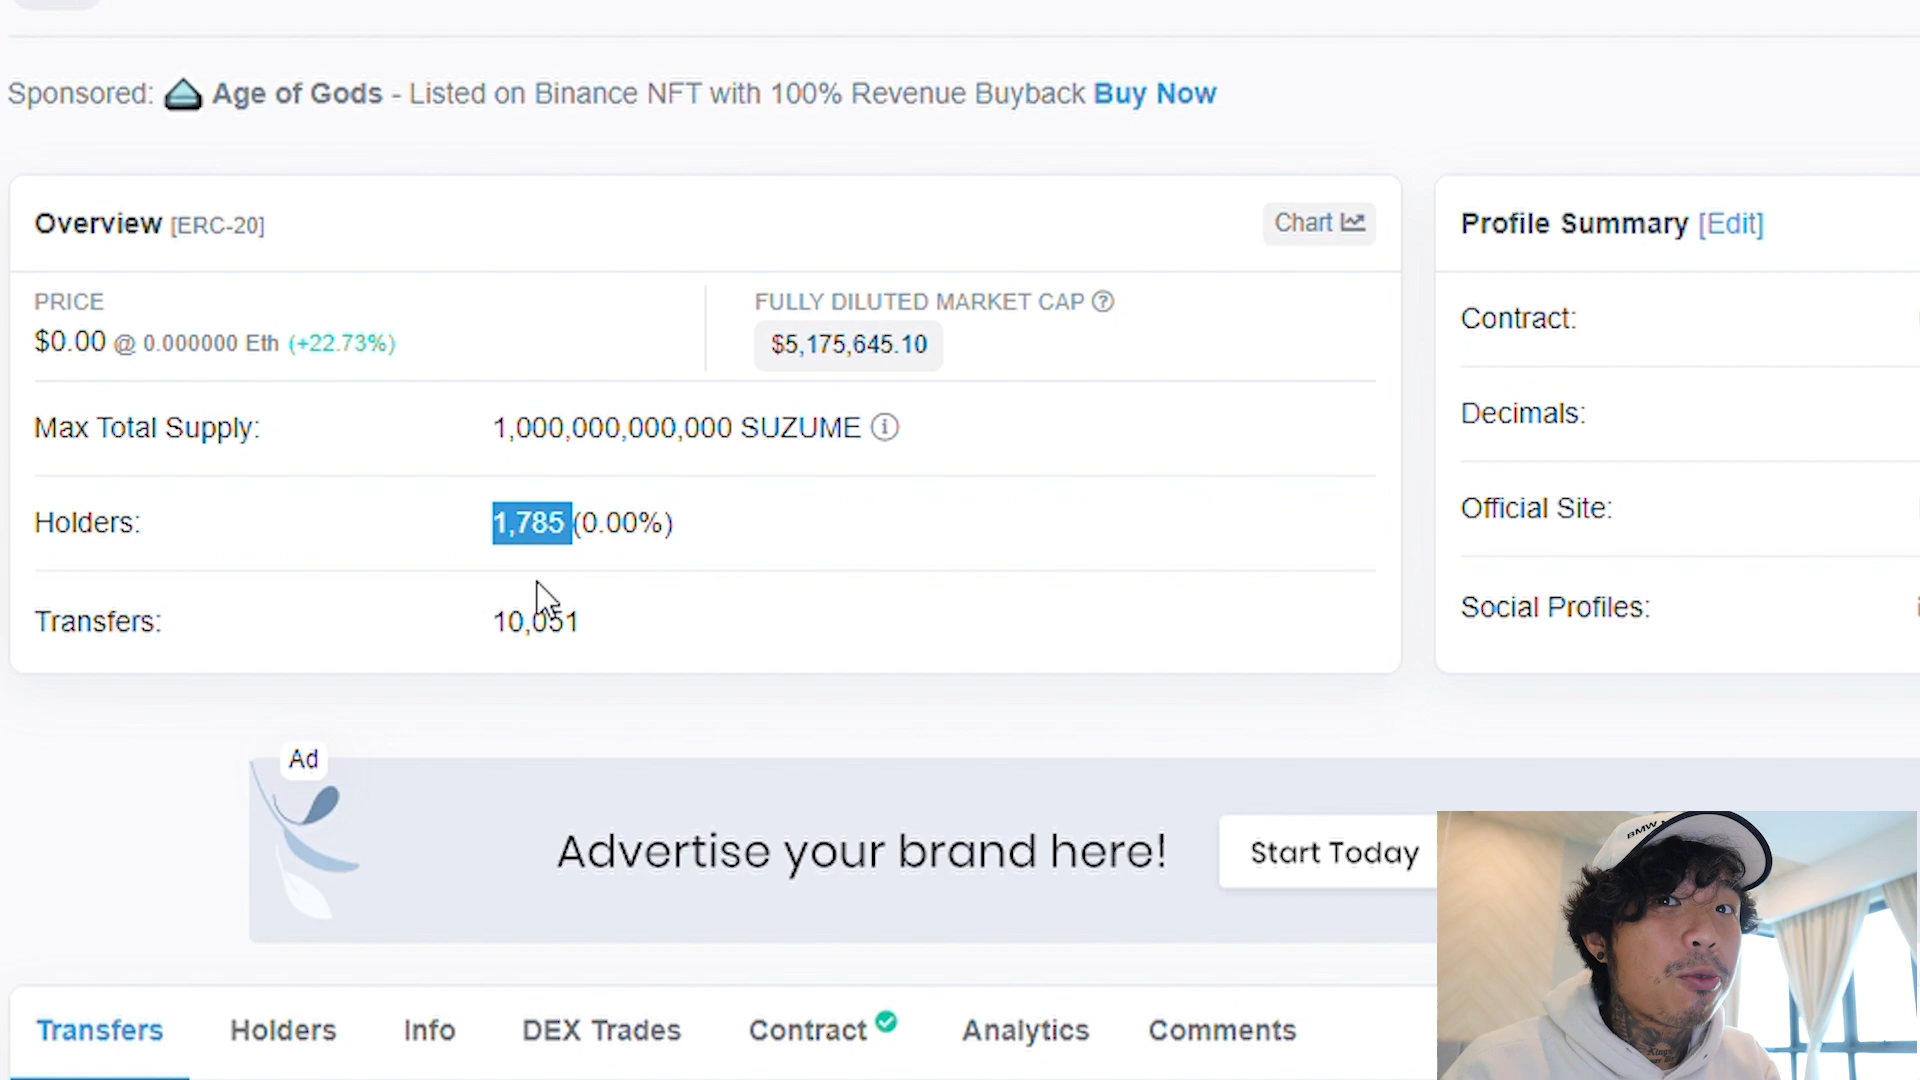 Sponsored: Age of Gods - Listed on Binance NFT with 100% Revenue Buyback Buy Now
Overview [ERC-20]
Chart
PRICE
$0.00 @ 0.000000 Eth (+22.73%)
FULLY DILUTED MARKET CAP
$5,175,645.10
Max Total Supply: 1,000,000,000,000 SUZUME
Holders: 1,785 (0.00%)
Transfers: 10,051
Profile Summary [Edit]
Contract:
Decimals:
Official Site:
Social Profiles:
Ad
Advertise your brand here!
Start Today
BMW
Transfers Holders Info DEX Trades Contract Analytics Comments